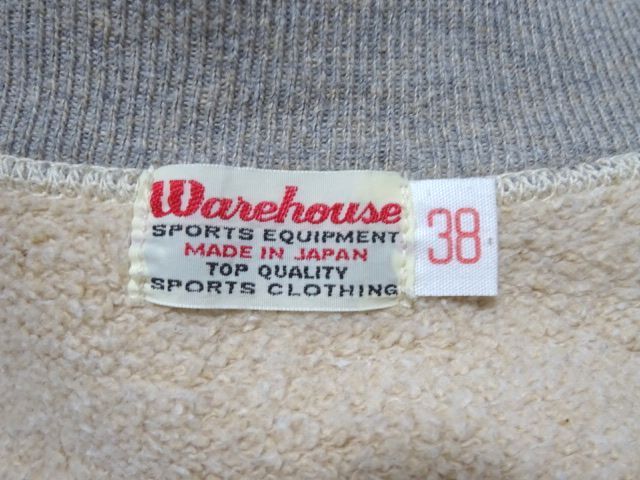 Warehouse
SPORTS EQUIPMENT
MADE IN JAPAN
TOP QUALITY
SPORTS CLOTHING
38